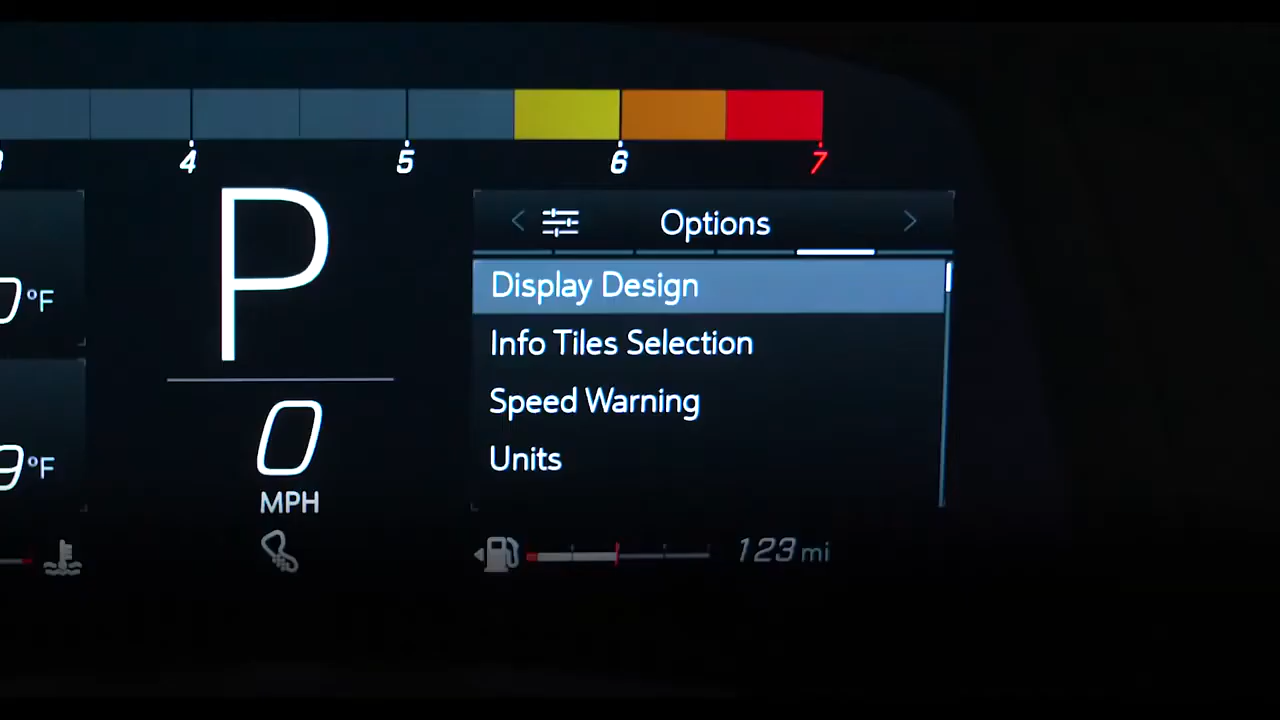 4 5 6 7
P
Options
Display Design
Info Tiles Selection
Speed Warning
Units
°F
°F
0
MPH
123 mi